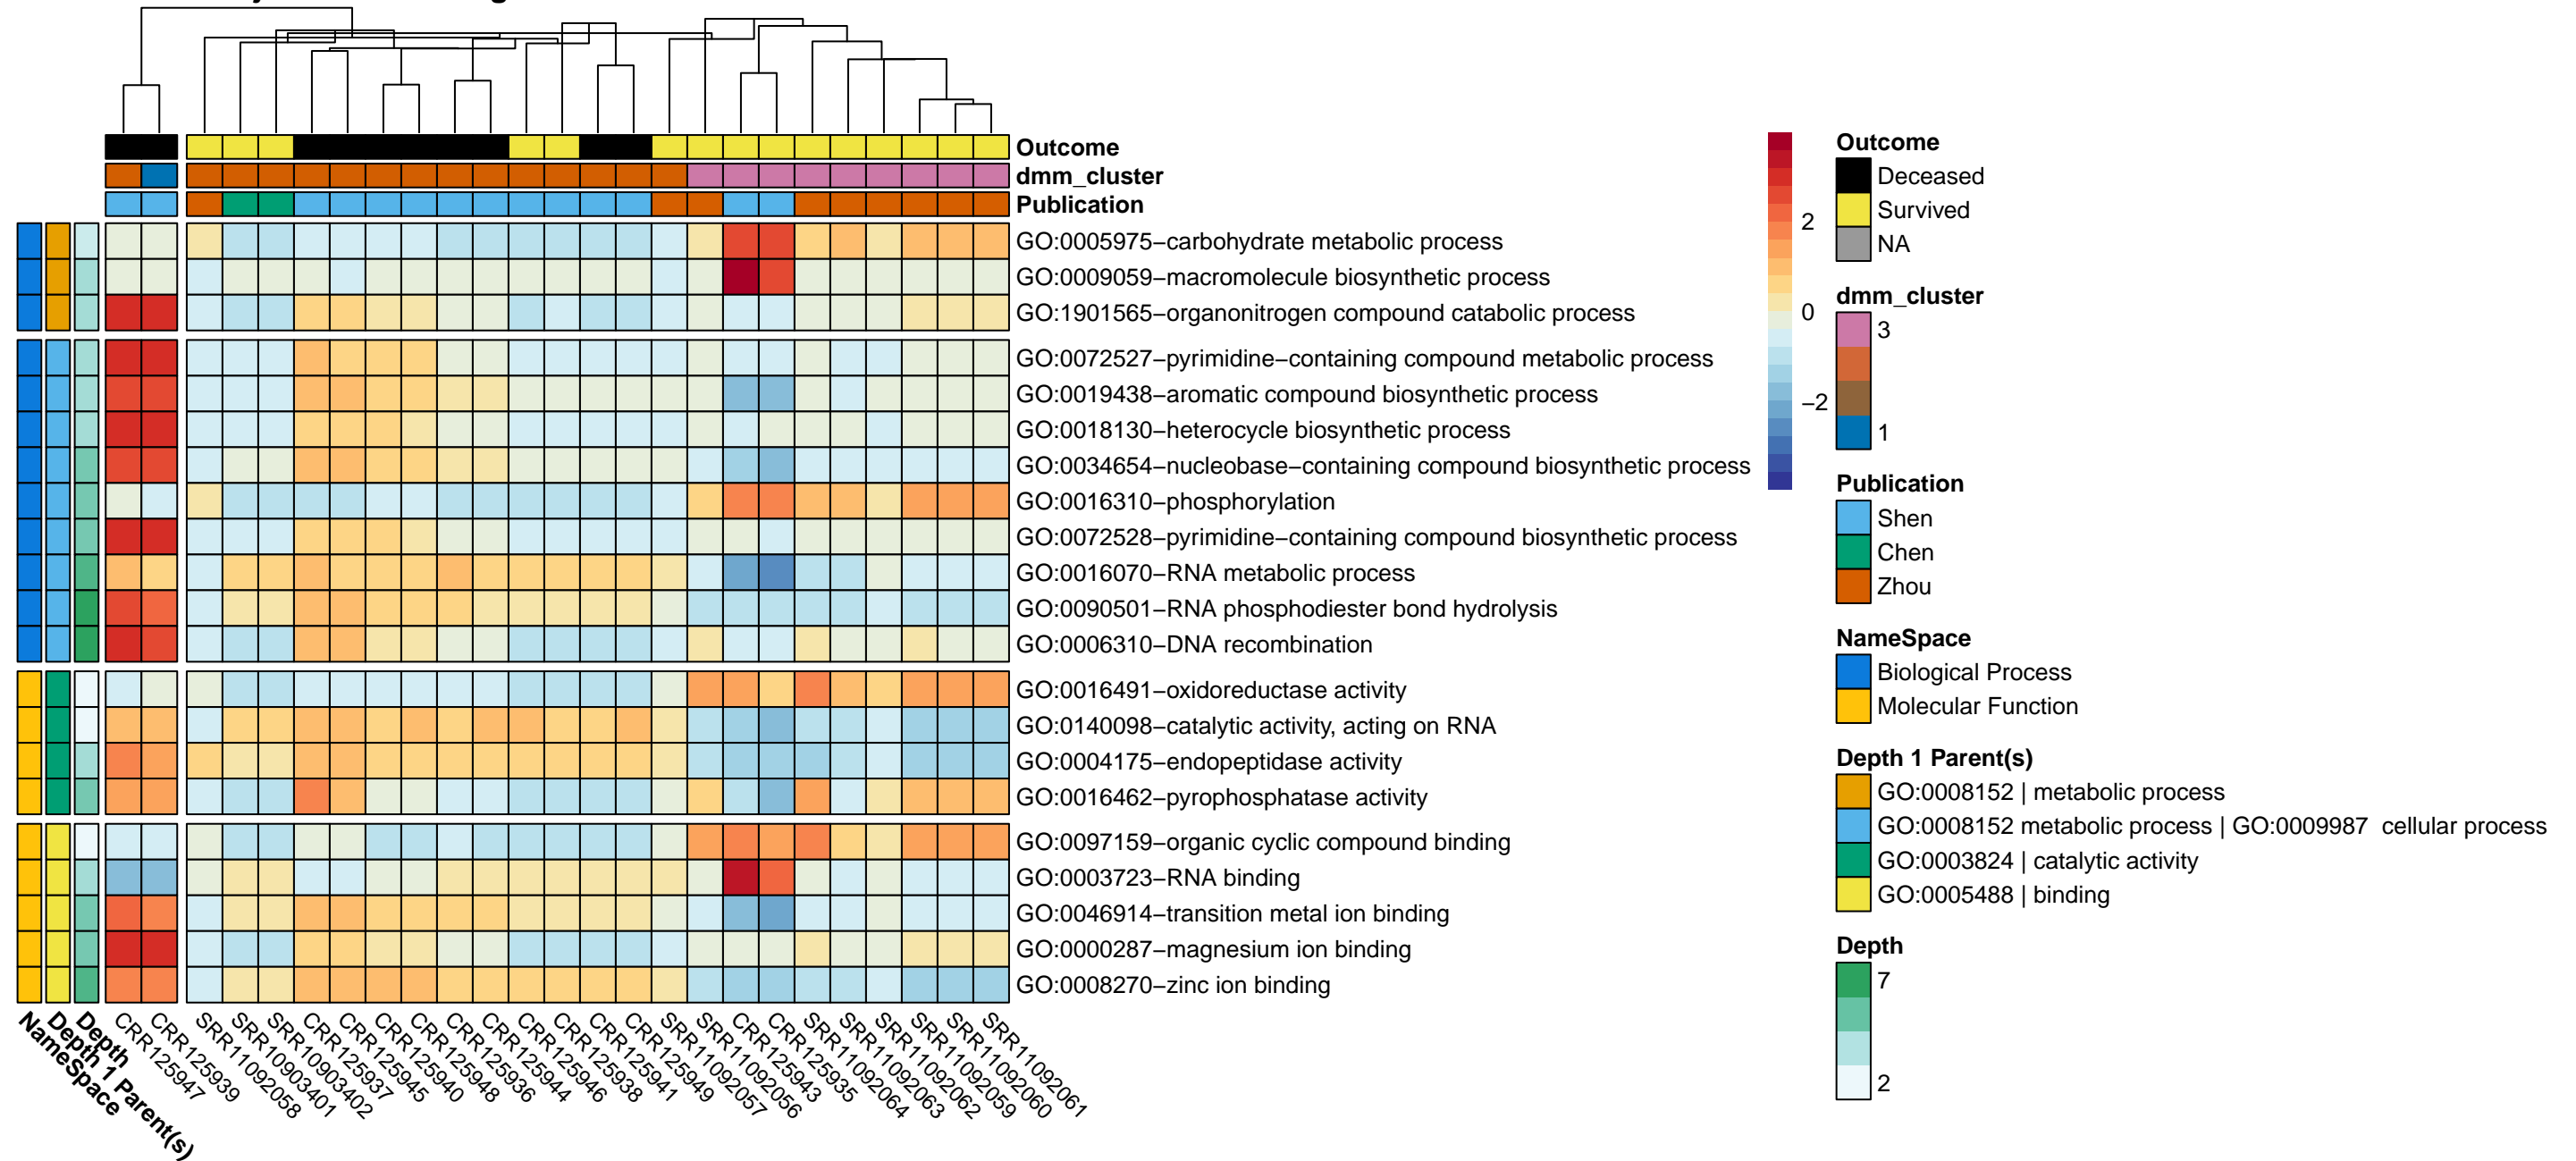 Outcome
dmm_cluster
Publication
GO:0005975−carbohydrate metabolic process
GO:0009059−macromolecule biosynthetic process
GO:1901565−organonitrogen compound catabolic process
GO:0072527−pyrimidine−containing compound metabolic process
GO:0019438−aromatic compound biosynthetic process
GO:0018130−heterocycle biosynthetic process
GO:0034654−nucleobase−containing compound biosynthetic process
GO:0016310−phosphorylation
GO:0072528−pyrimidine−containing compound biosynthetic process
GO:0016070−RNA metabolic process
GO:0090501−RNA phosphodiester bond hydrolysis
GO:0006310−DNA recombination
GO:0016491−oxidoreductase activity
GO:0140098−catalytic activity, acting on RNA
GO:0004175−endopeptidase activity
GO:0016462−pyrophosphatase activity
GO:0097159−organic cyclic compound binding
GO:0003723−RNA binding
GO:0046914−transition metal ion binding
GO:0000287−magnesium ion binding
GO:0008270−zinc ion binding
NameSpace
Depth 1 Parent(s)
Depth
CRR125947
CRR125939
SRR11092058
SRR10903401
SRR10903402
CRR125937
CRR125945
CRR125940
CRR125948
CRR125936
CRR125944
CRR125946
CRR125938
CRR125941
CRR125949
SRR11092057
SRR11092056
CRR125943
CRR125935
SRR11092064
SRR11092063
SRR11092062
SRR11092059
SRR11092060
SRR11092061
2
0
−2
Outcome
Deceased
Survived
NA
dmm_cluster
3
1
Publication
Shen
Chen
Zhou
NameSpace
Biological Process
Molecular Function
Depth 1 Parent(s)
GO:0008152 | metabolic process
GO:0008152 metabolic process | GO:0009987 cellular process
GO:0003824 | catalytic activity
GO:0005488 | binding
Depth
7
2